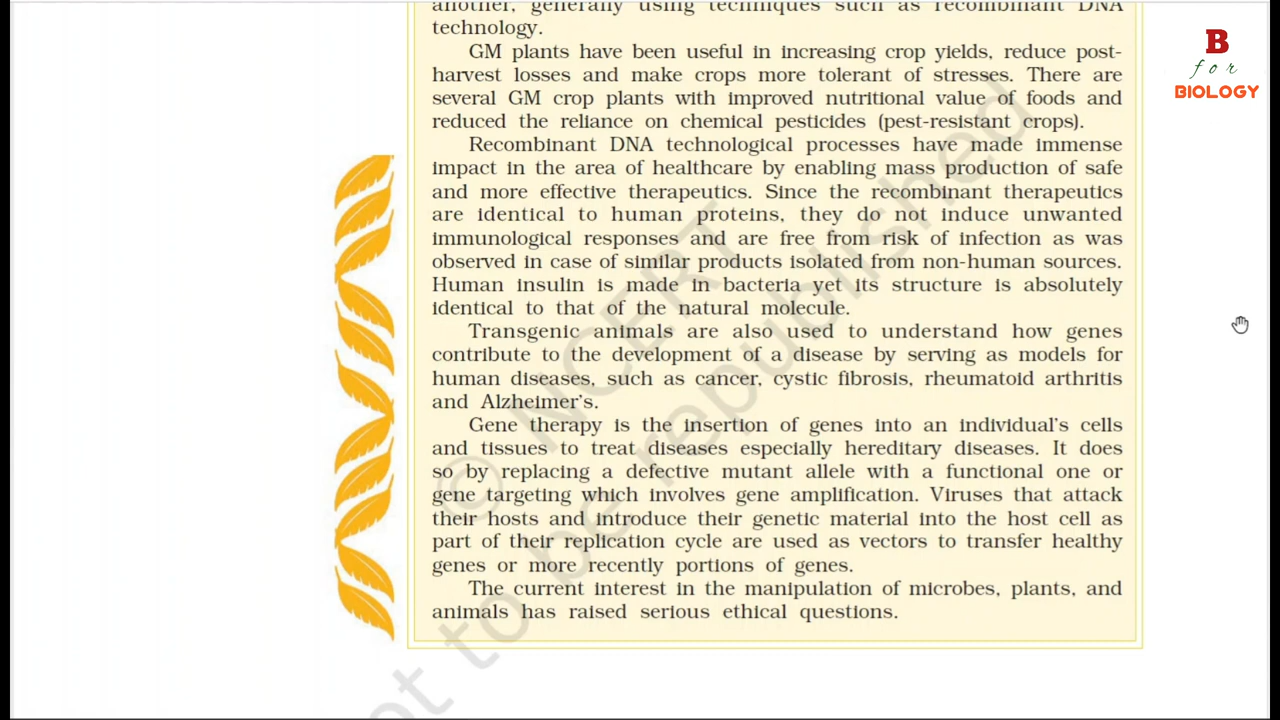 another, generally using techniques such as recombinant DNA
technology.
GM plants have been useful in increasing crop yields, reduce post-
harvest losses and make crops more tolerant of stresses. There are
several GM crop plants with improved nutritional value of foods and
reduced the reliance on chemical pesticides (pest-resistant crops).
Recombinant DNA technological processes have made immense
impact in the area of healthcare by enabling mass production of safe
and more effective therapeutics. Since the recombinant therapeutics
are identical to human proteins, they do not induce unwanted
immunological responses and are free from risk of infection as was
observed in case of similar products isolated from non-human sources.
Human insulin is made in bacteria yet its structure is absolutely
identical to that of the natural molecule.
Transgenic animals are also used to understand how genes
contribute to the development of a disease by serving as models for
human diseases, such as cancer, cystic fibrosis, rheumatoid arthritis
and Alzheimer's.
Gene therapy is the insertion of genes into an individual's cells
and tissues to treat diseases especially hereditary diseases. It does
so by replacing a defective mutant allele with a functional one or
gene targeting which involves gene amplification. Viruses that attack
their hosts and introduce their genetic material into the host cell as
part of their replication cycle are used as vectors to transfer healthy
genes or more recently portions of genes.
The current interest in the manipulation of microbes, plants, and
animals has raised serious ethical questions.
B
for
BIOLOGY
© NCERT
not to be republished